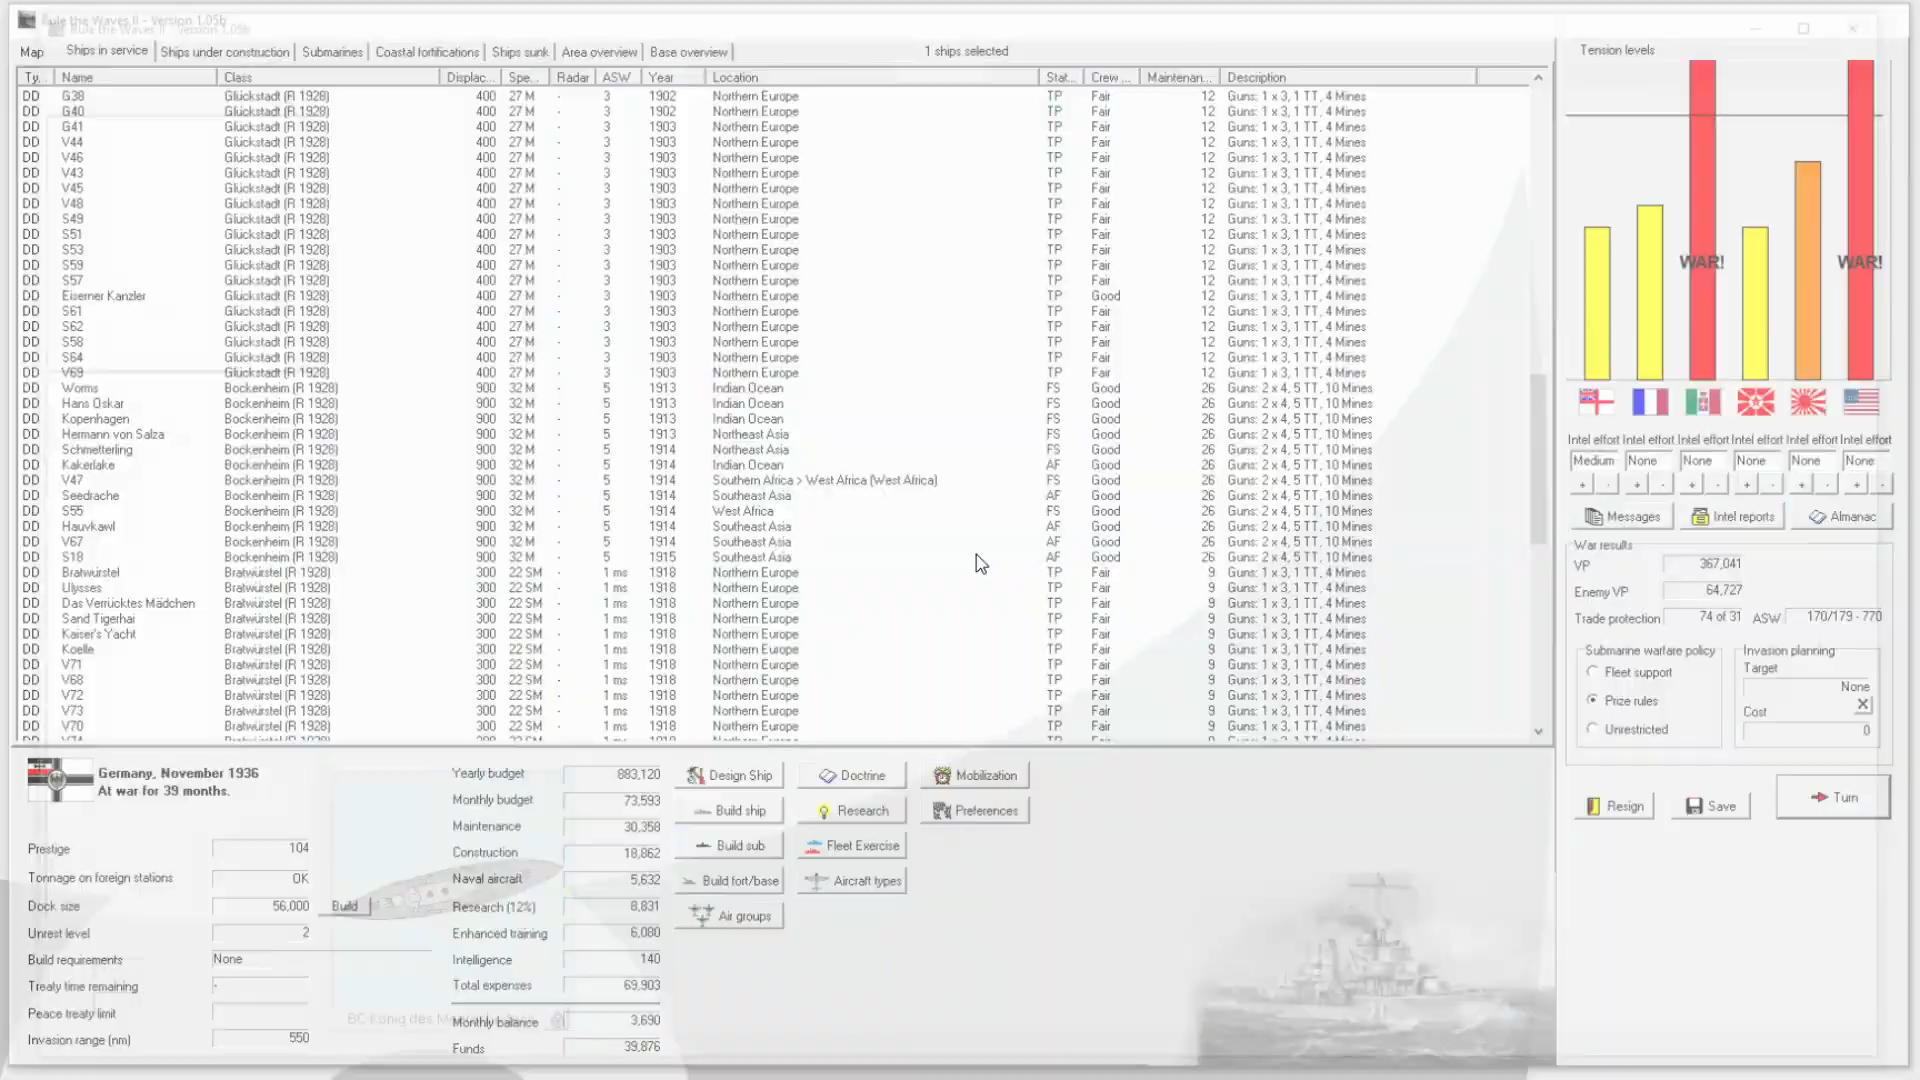 Rule the Waves II - Version 1.05b
Map Ships in service Ships under construction Submarines Coastal fortifications Ships sunk Area overview Base overview 1 ships selected
Ty... Name Class Displac... Spe... Radar ASW Year Location Stat... Crew ... Maintenan... Description
DD G38 Glückstadt (R 1928) 400 27 M - 3 1902 Northern Europe TP Fair 12 Guns: 1 x 3, 1 TT, 4 Mines
DD G40 Glückstadt (R 1928) 400 27 M - 3 1902 Northern Europe TP Fair 12 Guns: 1 x 3, 1 TT, 4 Mines
DD G41 Glückstadt (R 1928) 400 27 M - 3 1903 Northern Europe TP Fair 12 Guns: 1 x 3, 1 TT, 4 Mines
DD V44 Glückstadt (R 1928) 400 27 M - 3 1903 Northern Europe TP Fair 12 Guns: 1 x 3, 1 TT, 4 Mines
DD V46 Glückstadt (R 1928) 400 27 M - 3 1903 Northern Europe TP Fair 12 Guns: 1 x 3, 1 TT, 4 Mines
DD V43 Glückstadt (R 1928) 400 27 M - 3 1903 Northern Europe TP Fair 12 Guns: 1 x 3, 1 TT, 4 Mines
DD V45 Glückstadt (R 1928) 400 27 M - 3 1903 Northern Europe TP Fair 12 Guns: 1 x 3, 1 TT, 4 Mines
DD V48 Glückstadt (R 1928) 400 27 M - 3 1903 Northern Europe TP Fair 12 Guns: 1 x 3, 1 TT, 4 Mines
DD S49 Glückstadt (R 1928) 400 27 M - 3 1903 Northern Europe TP Fair 12 Guns: 1 x 3, 1 TT, 4 Mines
DD S51 Glückstadt (R 1928) 400 27 M - 3 1903 Northern Europe TP Fair 12 Guns: 1 x 3, 1 TT, 4 Mines
DD S53 Glückstadt (R 1928) 400 27 M - 3 1903 Northern Europe TP Fair 12 Guns: 1 x 3, 1 TT, 4 Mines
DD S59 Glückstadt (R 1928) 400 27 M - 3 1903 Northern Europe TP Fair 12 Guns: 1 x 3, 1 TT, 4 Mines
DD S57 Glückstadt (R 1928) 400 27 M - 3 1903 Northern Europe TP Fair 12 Guns: 1 x 3, 1 TT, 4 Mines
DD Eiserner Kanzler Glückstadt (R 1928) 400 27 M - 3 1903 Northern Europe TP Good 12 Guns: 1 x 3, 1 TT, 4 Mines
DD S61 Glückstadt (R 1928) 400 27 M - 3 1903 Northern Europe TP Fair 12 Guns: 1 x 3, 1 TT, 4 Mines
DD S62 Glückstadt (R 1928) 400 27 M - 3 1903 Northern Europe TP Fair 12 Guns: 1 x 3, 1 TT, 4 Mines
DD S58 Glückstadt (R 1928) 400 27 M - 3 1903 Northern Europe TP Fair 12 Guns: 1 x 3, 1 TT, 4 Mines
DD S64 Glückstadt (R 1928) 400 27 M - 3 1903 Northern Europe TP Fair 12 Guns: 1 x 3, 1 TT, 4 Mines
DD V69 Glückstadt (R 1928) 400 27 M - 3 1903 Northern Europe TP Fair 12 Guns: 1 x 3, 1 TT, 4 Mines
DD Worms Bockenheim (R 1928) 900 32 M - 5 1913 Indian Ocean FS Good 26 Guns: 2 x 4, 5 TT, 10 Mines
DD Hans Oskar Bockenheim (R 1928) 900 32 M - 5 1913 Indian Ocean FS Good 26 Guns: 2 x 4, 5 TT, 10 Mines
DD Kopenhagen Bockenheim (R 1928) 900 32 M - 5 1913 Indian Ocean FS Good 26 Guns: 2 x 4, 5 TT, 10 Mines
DD Hermann von Salza Bockenheim (R 1928) 900 32 M - 5 1913 Northeast Asia FS Good 26 Guns: 2 x 4, 5 TT, 10 Mines
DD Schmetterling Bockenheim (R 1928) 900 32 M - 5 1914 Northeast Asia FS Good 26 Guns: 2 x 4, 5 TT, 10 Mines
DD Kakerlake Bockenheim (R 1928) 900 32 M - 5 1914 Indian Ocean AF Good 26 Guns: 2 x 4, 5 TT, 10 Mines
DD V47 Bockenheim (R 1928) 900 32 M - 5 1914 Southern Africa > West Africa (West Africa) FS Good 26 Guns: 2 x 4, 5 TT, 10 Mines
DD Seedrache Bockenheim (R 1928) 900 32 M - 5 1914 Southeast Asia AF Good 26 Guns: 2 x 4, 5 TT, 10 Mines
DD S55 Bockenheim (R 1928) 900 32 M - 5 1914 West Africa FS Good 26 Guns: 2 x 4, 5 TT, 10 Mines
DD Hauvkawl Bockenheim (R 1928) 900 32 M - 5 1914 Southeast Asia AF Good 26 Guns: 2 x 4, 5 TT, 10 Mines
DD V67 Bockenheim (R 1928) 900 32 M - 5 1914 Southeast Asia AF Good 26 Guns: 2 x 4, 5 TT, 10 Mines
DD S18 Bockenheim (R 1928) 900 32 M - 5 1915 Southeast Asia AF Good 26 Guns: 2 x 4, 5 TT, 10 Mines
DD Bratwürstel Bratwürstel (R 1928) 300 22 SM - 1 ms 1918 Northern Europe TP Fair 9 Guns: 1 x 3, 1 TT, 4 Mines
DD Ulysses Bratwürstel (R 1928) 300 22 SM - 1 ms 1918 Northern Europe TP Fair 9 Guns: 1 x 3, 1 TT, 4 Mines
DD Das Verrücktes Mädchen Bratwürstel (R 1928) 300 22 SM - 1 ms 1918 Northern Europe TP Fair 9 Guns: 1 x 3, 1 TT, 4 Mines
DD Sand Tigerhai Bratwürstel (R 1928) 300 22 SM - 1 ms 1918 Northern Europe TP Fair 9 Guns: 1 x 3, 1 TT, 4 Mines
DD Kaiser's Yacht Bratwürstel (R 1928) 300 22 SM - 1 ms 1918 Northern Europe TP Fair 9 Guns: 1 x 3, 1 TT, 4 Mines
DD Koelle Bratwürstel (R 1928) 300 22 SM - 1 ms 1918 Northern Europe TP Fair 9 Guns: 1 x 3, 1 TT, 4 Mines
DD V71 Bratwürstel (R 1928) 300 22 SM - 1 ms 1918 Northern Europe TP Fair 9 Guns: 1 x 3, 1 TT, 4 Mines
DD V68 Bratwürstel (R 1928) 300 22 SM - 1 ms 1918 Northern Europe TP Fair 9 Guns: 1 x 3, 1 TT, 4 Mines
DD V72 Bratwürstel (R 1928) 300 22 SM - 1 ms 1918 Northern Europe TP Fair 9 Guns: 1 x 3, 1 TT, 4 Mines
DD V73 Bratwürstel (R 1928) 300 22 SM - 1 ms 1918 Northern Europe TP Fair 9 Guns: 1 x 3, 1 TT, 4 Mines
DD V70 Bratwürstel (R 1928) 300 22 SM - 1 ms 1918 Northern Europe TP Fair 9 Guns: 1 x 3, 1 TT, 4 Mines
Tension levels
WAR! WAR!
Intel effort Intel effort Intel effort Intel effort Intel effort Intel effort
Medium None None None None None
+ - + - + - + - + - + -
Messages Intel reports Almanac
War results
VP 367,041
Enemy VP 64,727
Trade protection 74 of 31 ASW 170/179 - 770
Submarine warfare policy Invasion planning
Fleet support Target
None
Prize rules
Cost X
Unrestricted 0
Resign Save Turn
Germany, November 1936
At war for 39 months.
Prestige 104
Tonnage on foreign stations OK
Dock size 56,000 Build
Unrest level 2
Build requirements None
Treaty time remaining -
Peace treaty limit
Invasion range (nm) 550
Yearly budget 883,120
Monthly budget 73,593
Maintenance 30,358
Construction 18,862
Naval aircraft 5,632
Research (12%) 8,831
Enhanced training 6,080
Intelligence 140
Total expenses 69,903
BC König des
Monthly balance 3,690
Funds 39,876
Design Ship Doctrine Mobilization
Build ship Research Preferences
Build sub Fleet Exercise
Build fort/base Aircraft types
Air groups